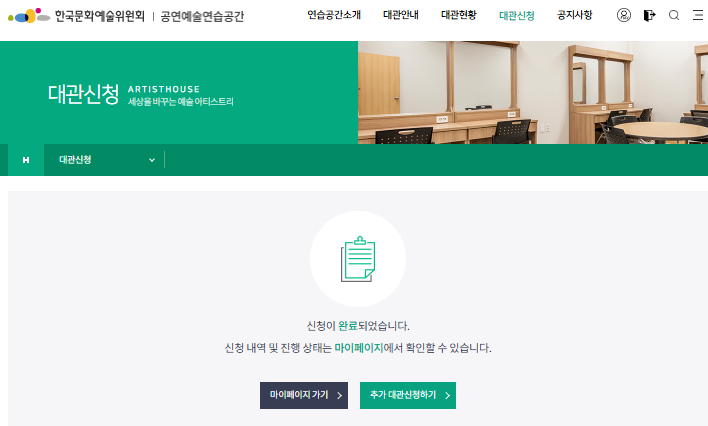 한국문화예술위원회 | 공연예술연습공간
연습공간소개 대관안내 대관현황 대관신청 공지사항
대관신청 ARTISTHOUSE
세상을 바꾸는 예술 아티스트리
H 대관신청
신청이 완료되었습니다.
신청 내역 및 진행 상태는 마이페이지에서 확인할 수 있습니다.
마이페이지 가기 추가 대관신청하기